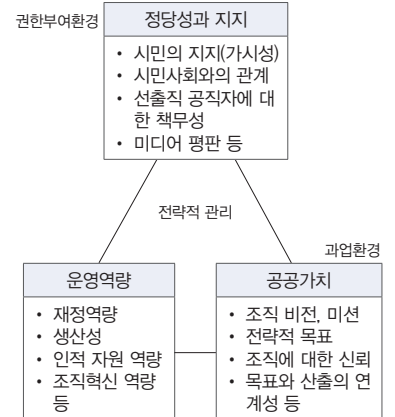 권한부여환경
정당성과 지지
• 시민의 지지(가시성)
• 시민사회와의 관계
• 선출직 공직자에 대
한 책무성
• 미디어 평판 등
전략적 관리
과업환경
운영역량
• 재정역량
• 생산성
• 인적 자원 역량
• 조직혁신 역량
등
공공가치
• 조직 비전, 미션
• 전략적 목표
• 조직에 대한 신뢰
• 목표와 산출의 연
계성 등